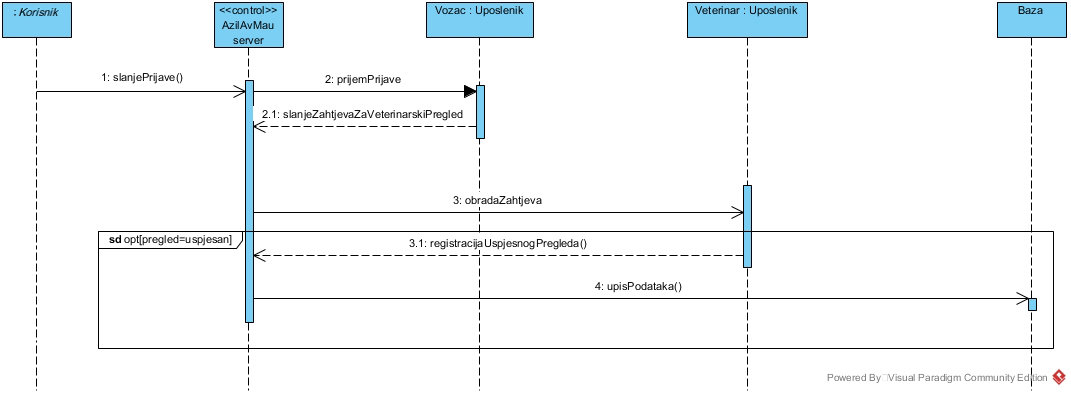 : Korisnik
<<control>>
AzilAvMau
server
Vozac : Uposlenik
Veterinar : Uposlenik
Baza
1: slanjePrijave()
2: prijemPrijave
2.1: slanjeZahtjevaZaVeterinarskiPregled
3: obradaZahtjeva
sd opt[pregled=uspjesan]
3.1: registracijaUspjesnogPregleda()
4: upisPodataka()
Powered By Visual Paradigm Community Edition